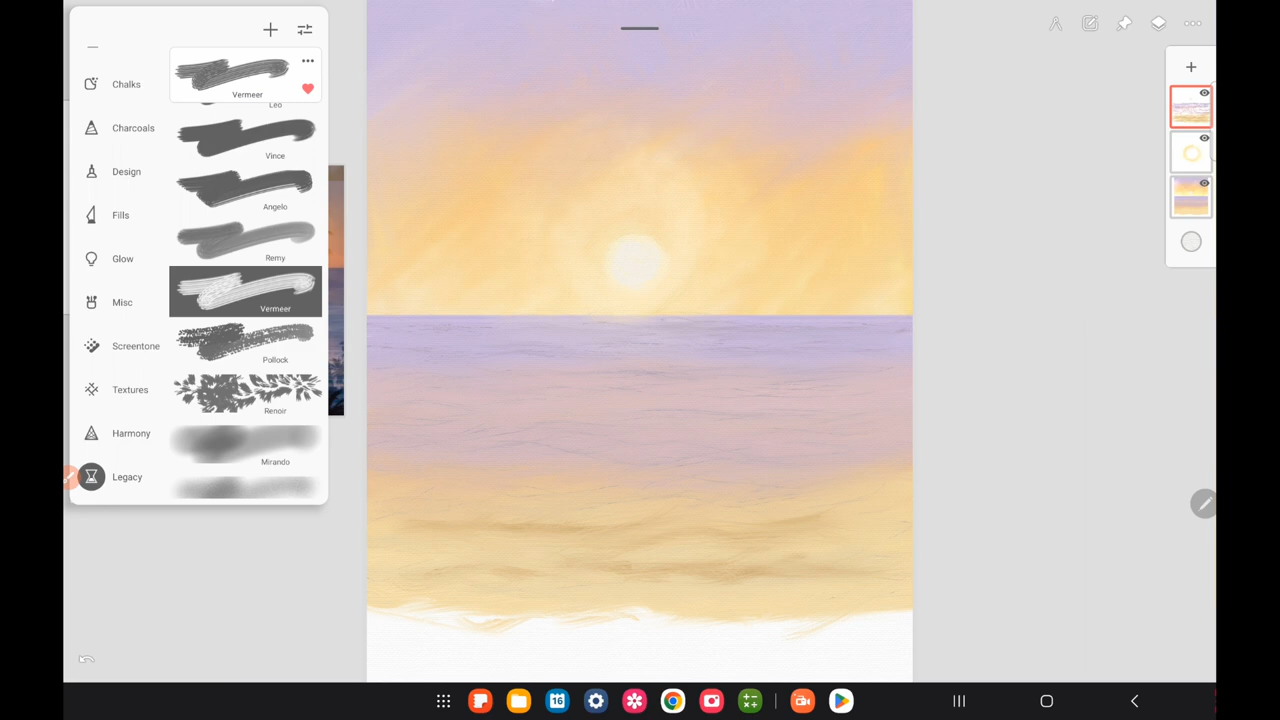 Vermeer
Leo
Chalks
Charcoals
Vince
Design
Angelo
Fills
Remy
Glow
Misc
Vermeer
Screentone
Pollock
Textures
Renoir
Harmony
Mirando
Legacy
16